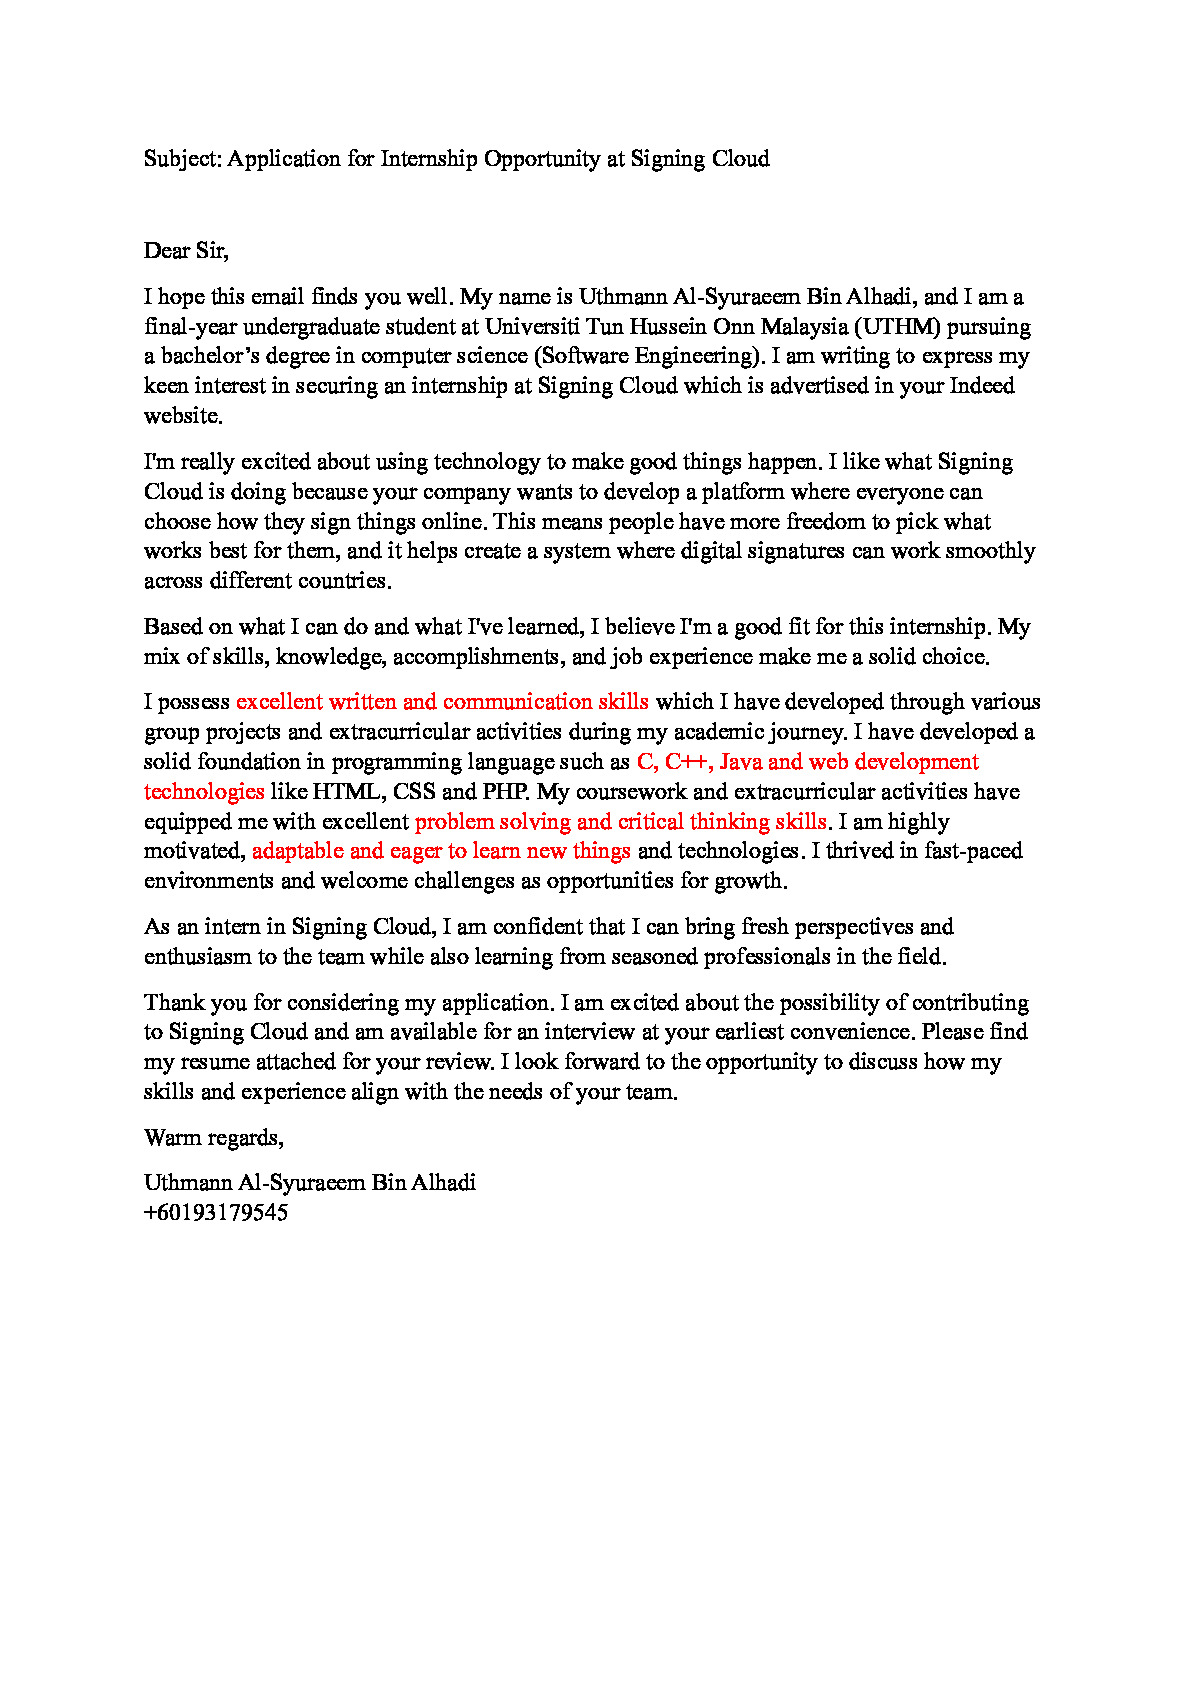 Subject: Application for Internship Opportunity at Signing Cloud
Dear Sir,
I hope this email finds you well. My name is Uthmann Al-Syuraeem Bin Alhadi, and I am a
final-year undergraduate student at Universiti Tun Hussein Onn Malaysia (UTHM) pursuing
a bachelor’s degree in computer science (Software Engineering). I am writing to express my
keen interest in securing an internship at Signing Cloud which is advertised in your Indeed
website.
I'm really excited about using technology to make good things happen. I like what Signing
Cloud is doing because your company wants to develop a platform where everyone can
choose how they sign things online. This means people have more freedom to pick what
works best for them, and it helps create a system where digital signatures can work smoothly
across different countries.
Based on what I can do and what I've learned, I believe I'm a good fit for this internship. My
mix of skills, knowledge, accomplishments, and job experience make me a solid choice.
I possess excellent written and communication skills which I have developed through various
group projects and extracurricular activities during my academic journey. I have developed a
solid foundation in programming language such as C, C++, Java and web development
technologies like HTML, CSS and PHP. My coursework and extracurricular activities have
equipped me with excellent problem solving and critical thinking skills. I am highly
motivated, adaptable and eager to learn new things and technologies. I thrived in fast-paced
environments and welcome challenges as opportunities for growth.
As an intern in Signing Cloud, I am confident that I can bring fresh perspectives and
enthusiasm to the team while also learning from seasoned professionals in the field.
Thank you for considering my application. I am excited about the possibility of contributing
to Signing Cloud and am available for an interview at your earliest convenience. Please find
my resume attached for your review. I look forward to the opportunity to discuss how my
skills and experience align with the needs of your team.
Warm regards,
Uthmann Al-Syuraeem Bin Alhadi
+60193179545